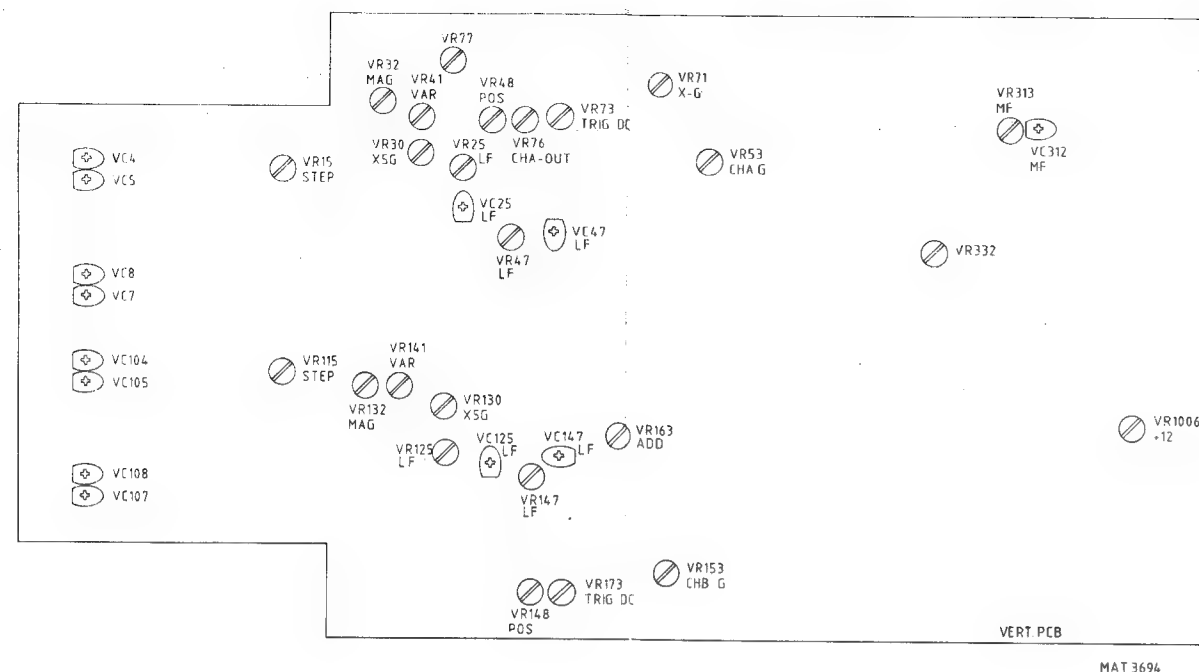 VR77
VR32
MAG
VR41
VAR
VR48
POS
VR71
X-G
VR313
MF
VR73
TRIG DC
VR30
XSG
VR25
LF
VR76
CHA-OUT
VC312
MF
VC4
VC5
VR15
STEP
VR53
CHA G
VC25
LF
VC47
LF
VR47
LF
VR332
VC8
VC7
VC104
VC105
VR115
STEP
VR141
VAR
VR132
MAG
VR130
XSG
VR125
LF
VC125
LF
VC147
LF
VR163
ADD
VR1006
+12
VR147
LF
VC108
VC107
VR153
CHB G
VR173
TRIG DC
VR148
POS
VERT. PCB
MAT 3694